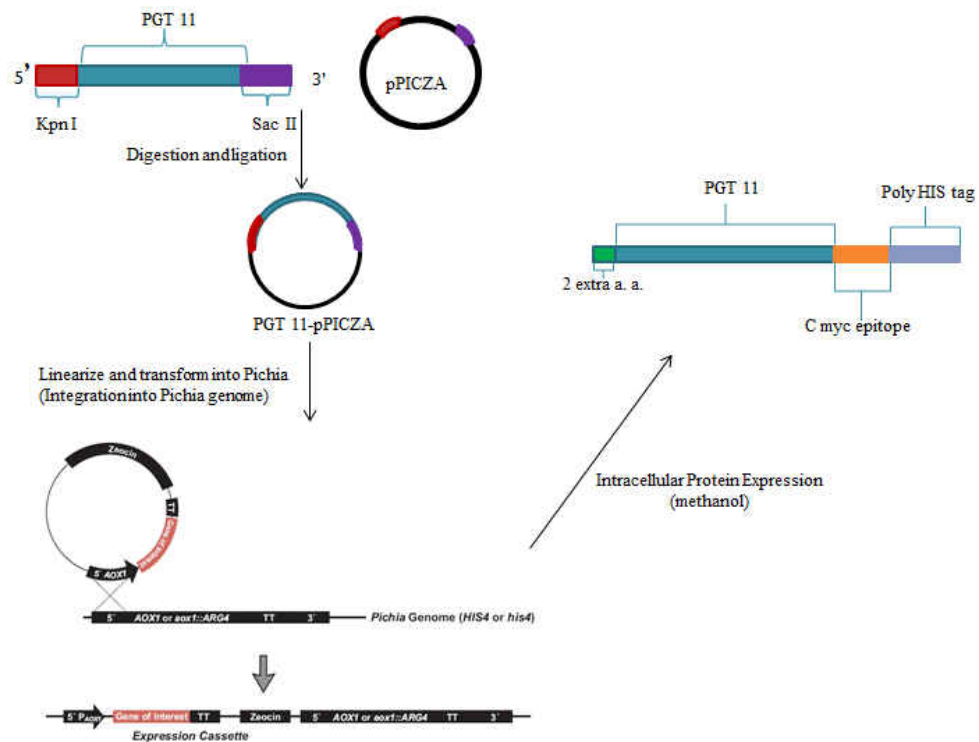 PGT 11
5'
3'
Kpn I
Sac II
pPICZA
Digestion andligation
PGT 11-pPICZA
Linearize and transform into Pichia
(Integrationinto Pichia genome)
PGT 11
Poly HIS tag
2 extra a. a.
C myc epitope
Intracellular Protein Expression
(methanol)
Zeocin
TT
Gene of Interest
5´ AOX1
5´ AOX1 or aox1::ARG4 TT 3´
Pichia Genome (HIS4 or his4)
5´ PAOX1 Gene of Interest TT Zeocin 5´ AOX1 or aox1::ARG4 TT 3´
Expression Cassette